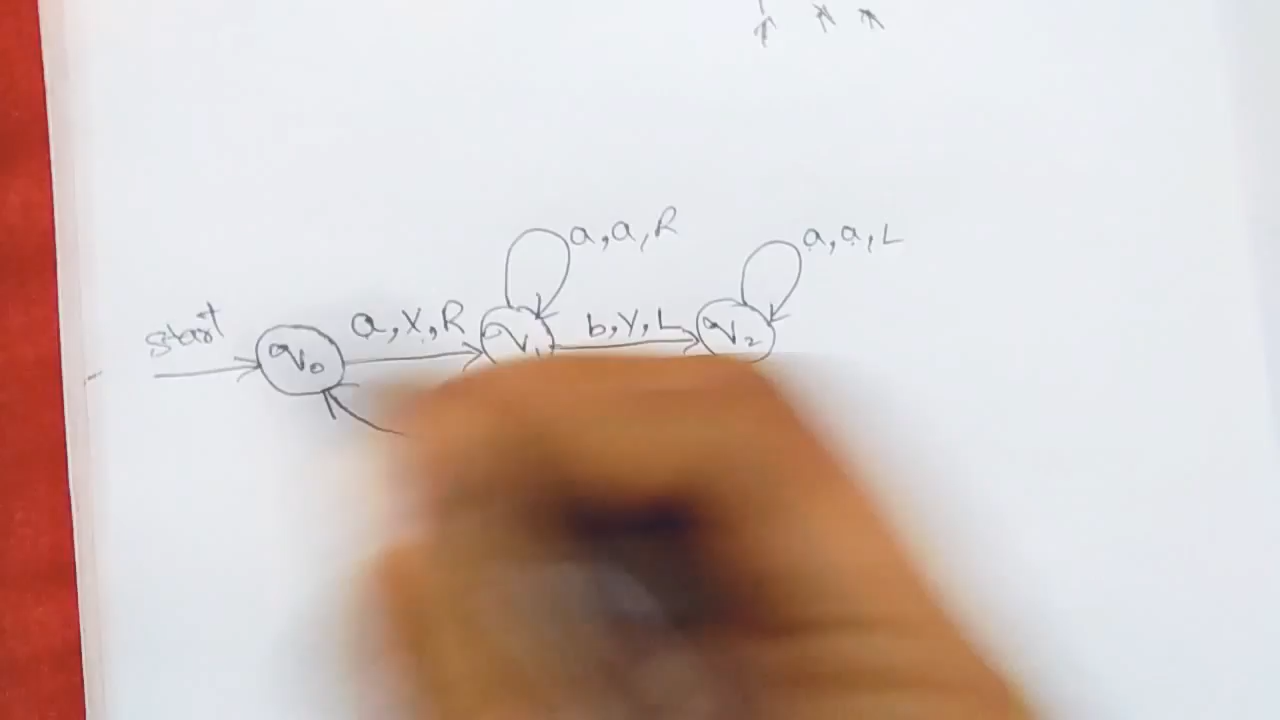 a, a, R
a, a, L
start
a, X, R
b, Y, L
q0
q1
q2